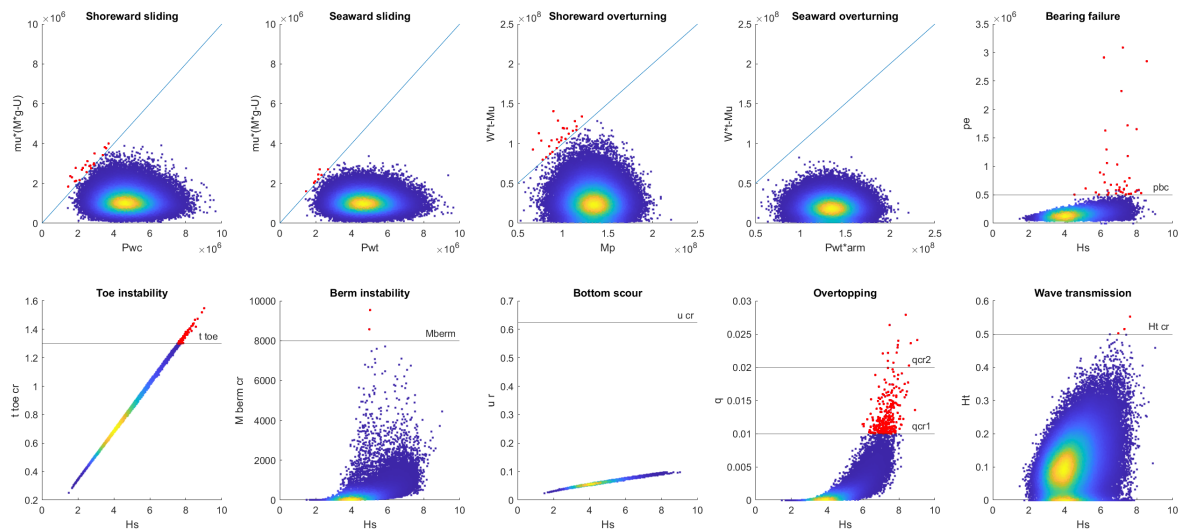 Shoreward sliding
×10^6
10
8
6
4
2
0
mu*(M*g-U)
0 2 4 6 8 10
Pwc
×10^6
Seaward sliding
×10^6
10
8
6
4
2
0
mu*(M*g-U)
0 2 4 6 8 10
Pwt
×10^6
Shoreward overturning
×10^8
2.5
2
1.5
1
0.5
0
W*t-Mu
0.5 1 1.5 2 2.5
Mp
×10^8
Seaward overturning
×10^8
2.5
2
1.5
1
0.5
0
W*t-Mu
0.5 1 1.5 2 2.5
Pwt*arm
×10^8
Bearing failure
×10^6
3.5
3
2.5
2
1.5
1
0.5
0
pe
pbc
0 2 4 6 8 10
Hs
Toe instability
1.6
1.4
1.2
1
0.8
0.6
0.4
0.2
t toe cr
t toe
0 2 4 6 8 10
Hs
Berm instability
10000
8000
6000
4000
2000
0
M berm cr
Mberm
0 2 4 6 8 10
Hs
Bottom scour
0.7
0.6
0.5
0.4
0.3
0.2
0.1
0
u r
u cr
0 2 4 6 8 10
Hs
Overtopping
0.03
0.025
0.02
0.015
0.01
0.005
0
q
qcr2
qcr1
0 2 4 6 8 10
Hs
Wave transmission
0.6
0.5
0.4
0.3
0.2
0.1
0
Ht
Ht cr
0 2 4 6 8 10
Hs